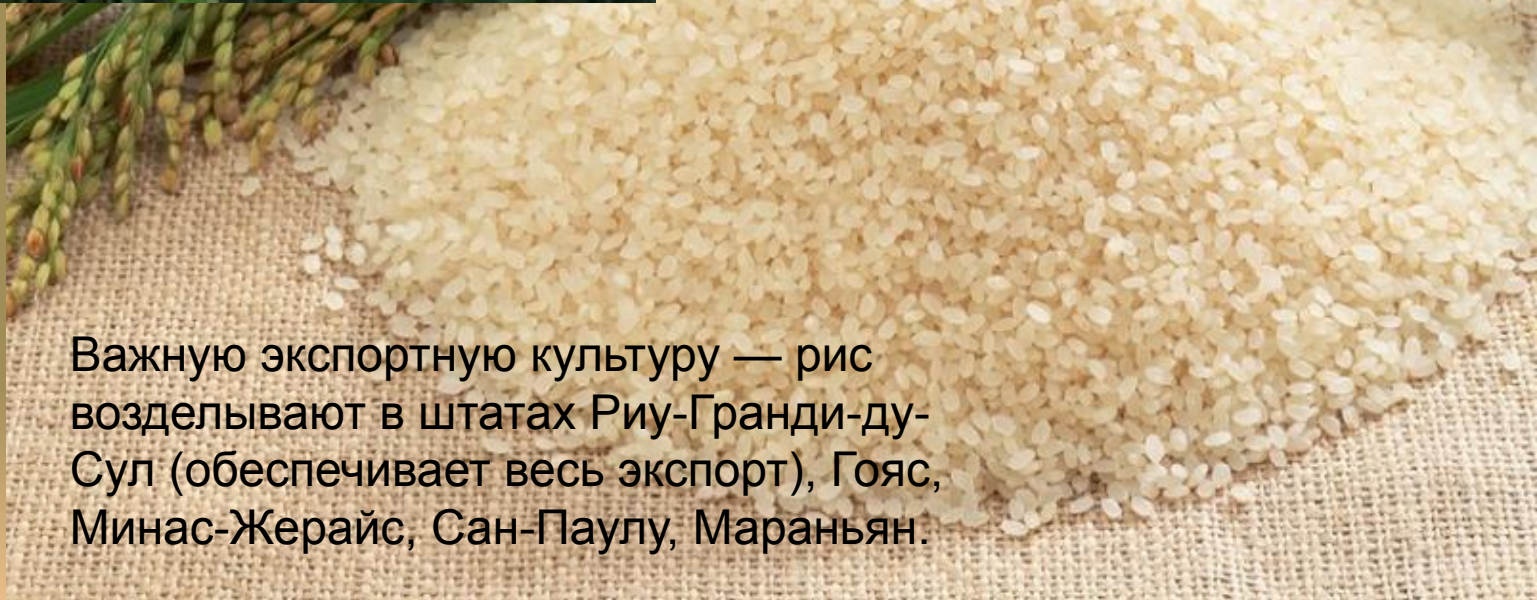 Важную экспортную культуру — рис
возделывают в штатах Риу-Гранди-ду-
Сул (обеспечивает весь экспорт), Гояс,
Минас-Жерайс, Сан-Паулу, Мараньян.